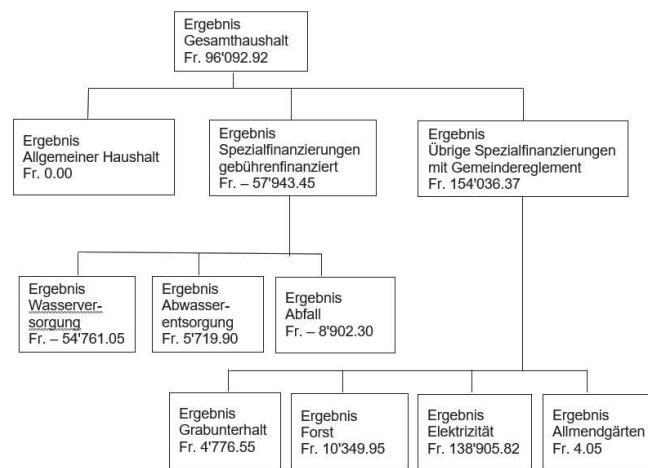 Ergebnis
Gesamthaushalt
Fr. 96'092.92
Ergebnis
Allgemeiner Haushalt
Fr. 0.00
Ergebnis
Spezialfinanzierungen
gebührenfinanziert
Fr. – 57'943.45
Ergebnis
Übrige Spezialfinanzierungen
mit Gemeindereglement
Fr. 154'036.37
Ergebnis
Wasserver-
sorgung
Fr. – 54'761.05
Ergebnis
Abwasser-
entsorgung
Fr. 5'719.90
Ergebnis
Abfall
Fr. – 8'902.30
Ergebnis
Grabunterhalt
Fr. 4'776.55
Ergebnis
Forst
Fr. 10'349.95
Ergebnis
Elektrizität
Fr. 138'905.82
Ergebnis
Allmendgärten
Fr. 4.05